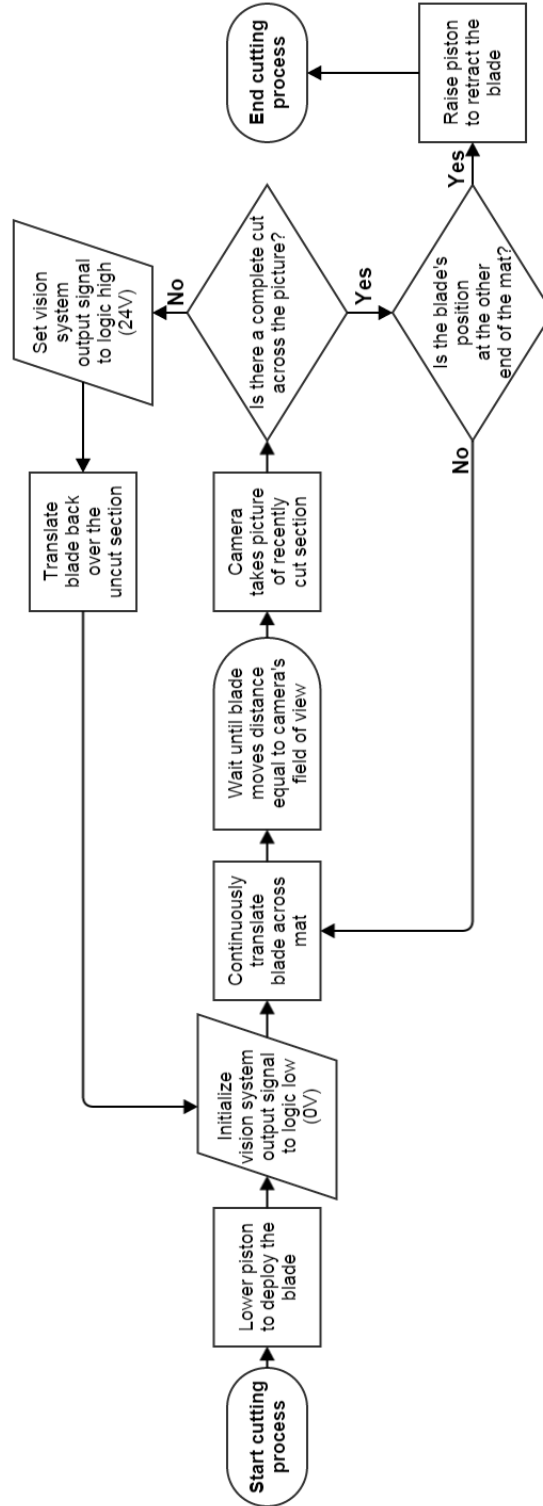 Start cutting
process
Lower piston
to deploy the
blade
Initialize
vision system
output signal
to logic low
(0V)
Continuously
translate
blade across
mat
Wait until blade
moves distance
equal to camera's
field of view
Camera
takes picture
of recently
cut section
Is there a complete cut
across the picture?
No
Set vision
system
output signal
to logic high
(24V)
Translate
blade back
over the
uncut section
Yes
Is the blade's
position
at the other
end of the mat?
No
Yes
Raise piston
to retract the
blade
End cutting
process